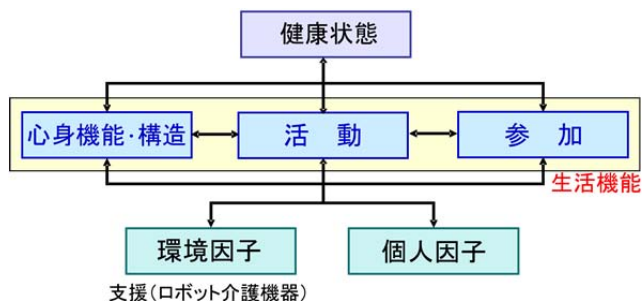 健康状態
心身機能・構造
活 動
参 加
生活機能
環境因子
個人因子
支援(ロボット介護機器)